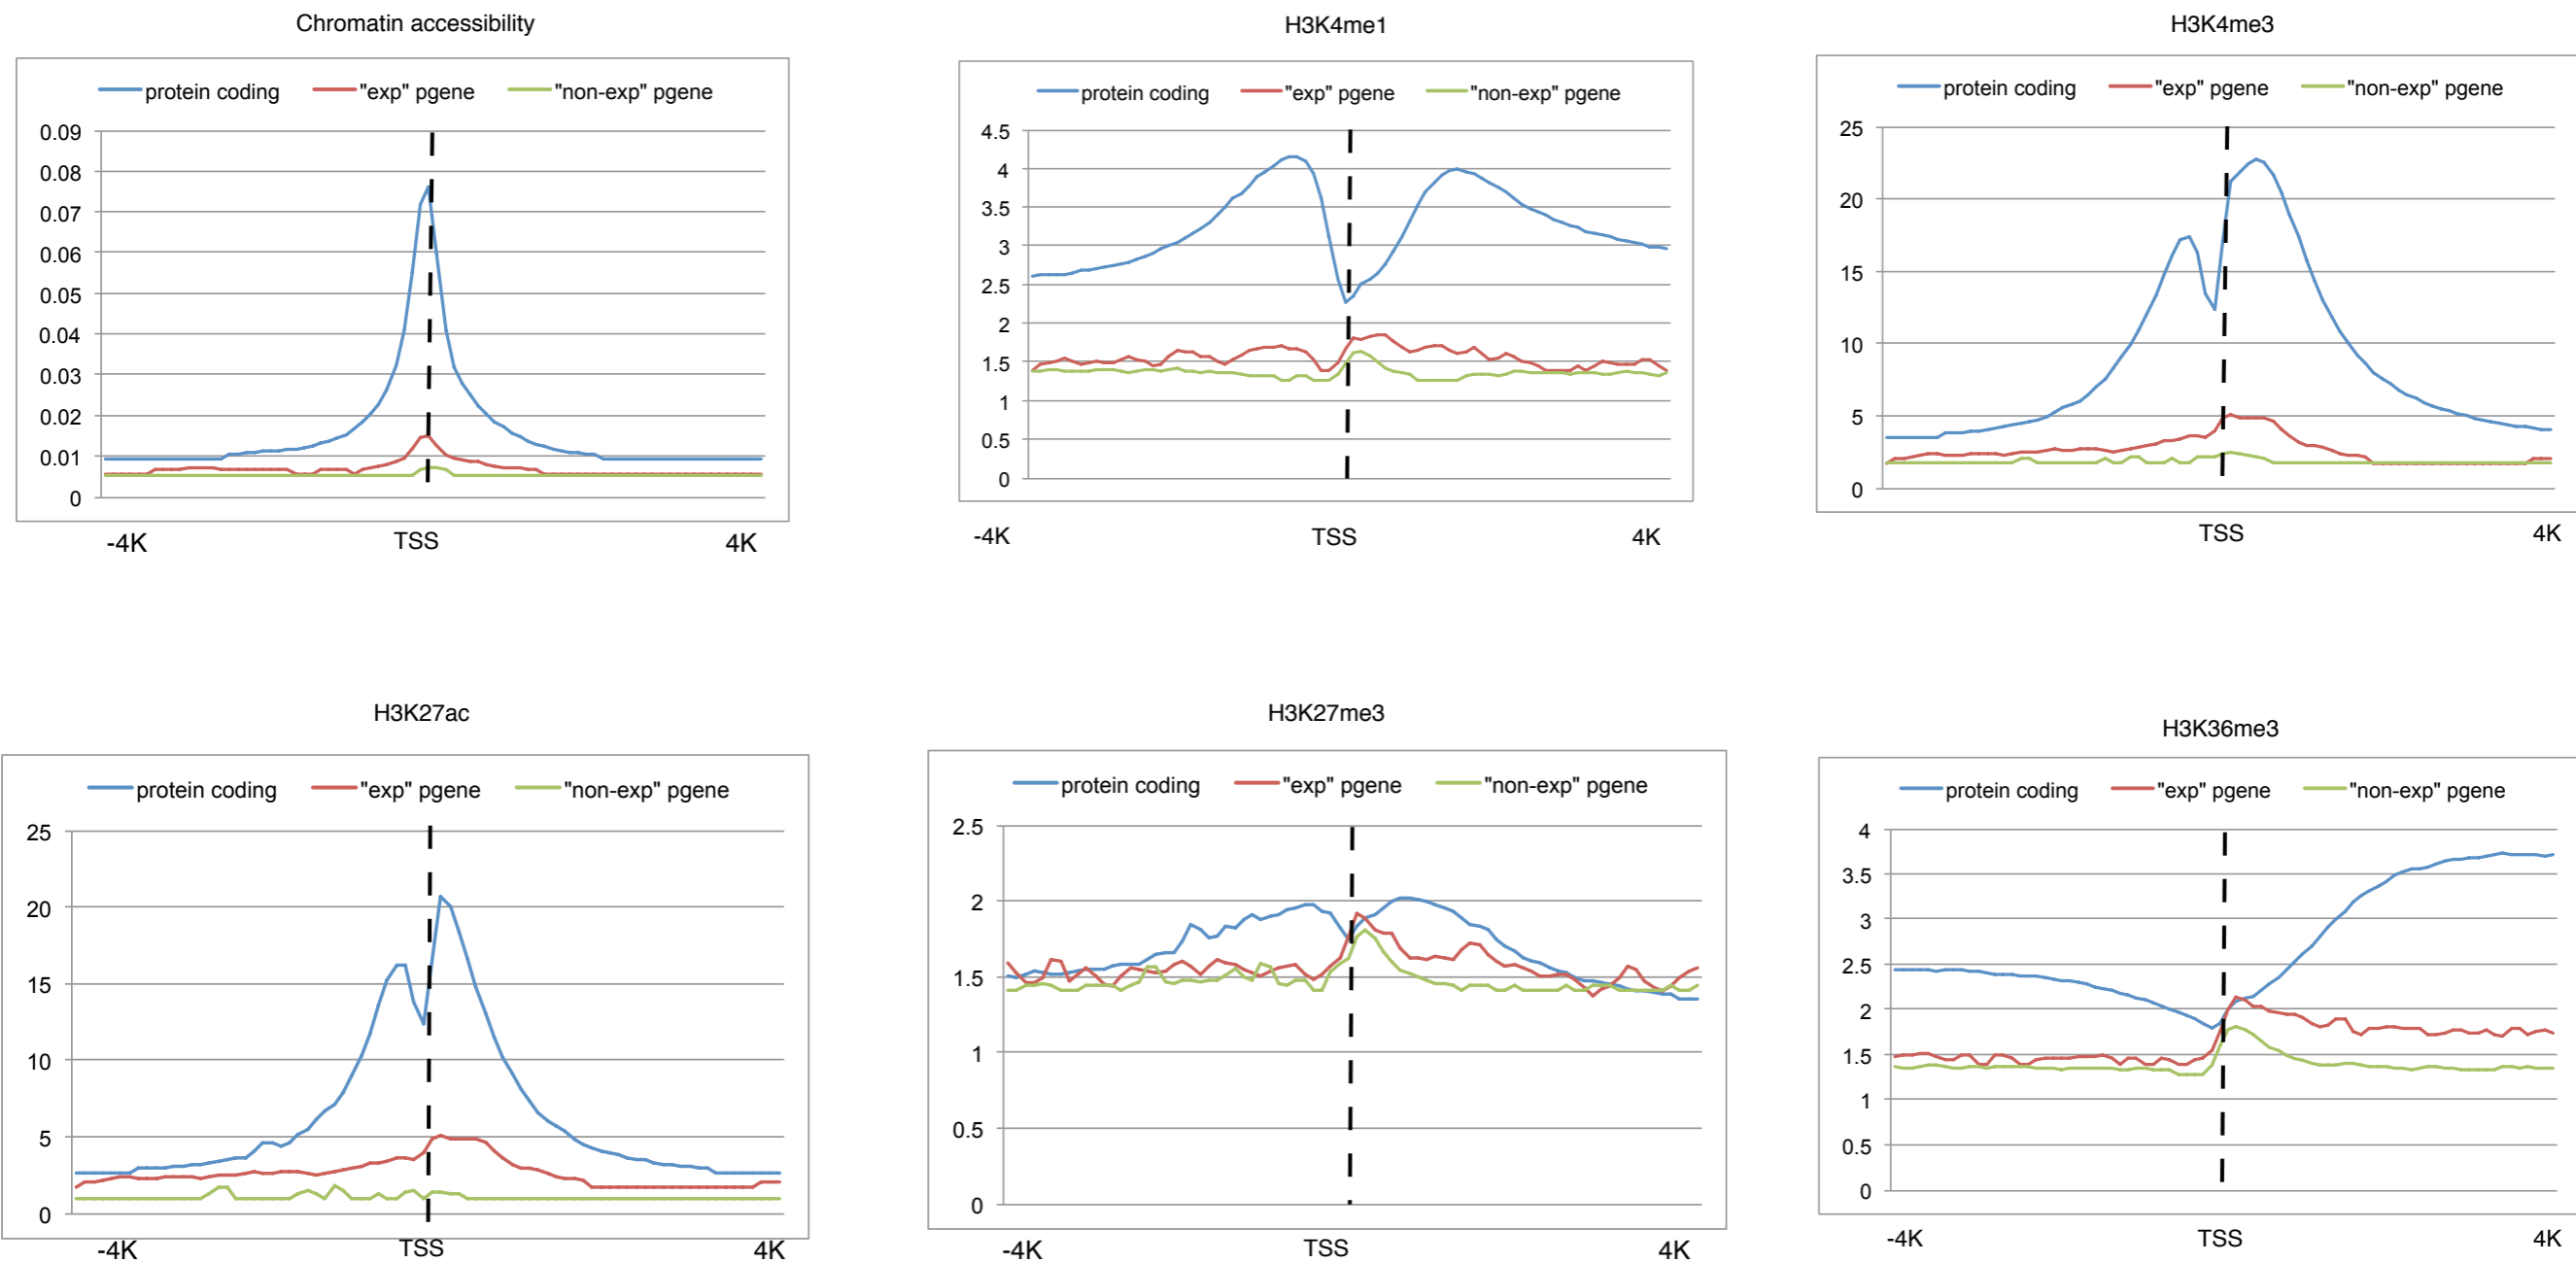 Chromatin accessibility
protein coding "exp" pgene "non-exp" pgene
0.09
0.08
0.07
0.06
0.05
0.04
0.03
0.02
0.01
0
-4K TSS 4K
H3K4me1
protein coding "exp" pgene "non-exp" pgene
4.5
4
3.5
3
2.5
2
1.5
1
0.5
0
-4K TSS 4K
H3K4me3
protein coding "exp" pgene "non-exp" pgene
25
20
15
10
5
0
TSS 4K
H3K27ac
protein coding "exp" pgene "non-exp" pgene
25
20
15
10
5
0
-4K TSS 4K
H3K27me3
protein coding "exp" pgene "non-exp" pgene
2.5
2
1.5
1
0.5
0
-4K TSS 4K
H3K36me3
protein coding "exp" pgene "non-exp" pgene
4
3.5
3
2.5
2
1.5
1
0.5
0
-4K TSS 4K